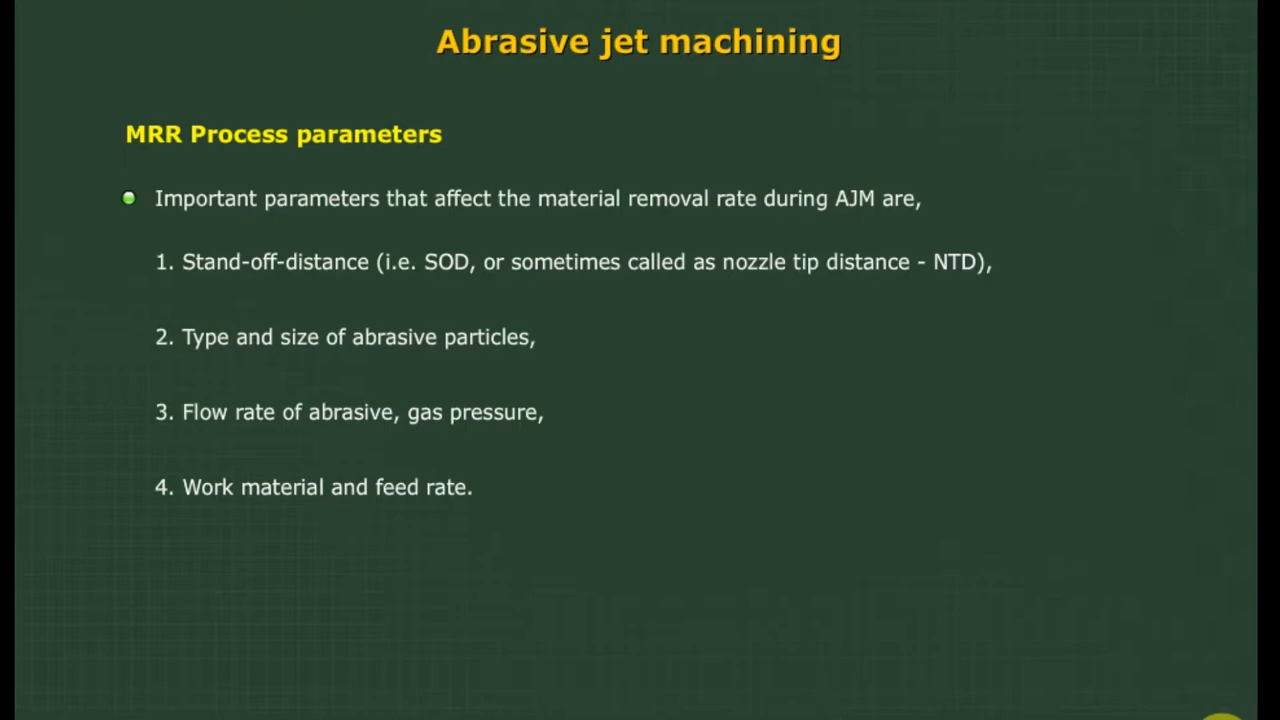 Abrasive jet machining
MRR Process parameters
Important parameters that affect the material removal rate during AJM are,
1. Stand-off-distance (i.e. SOD, or sometimes called as nozzle tip distance - NTD),
2. Type and size of abrasive particles,
3. Flow rate of abrasive, gas pressure,
4. Work material and feed rate.